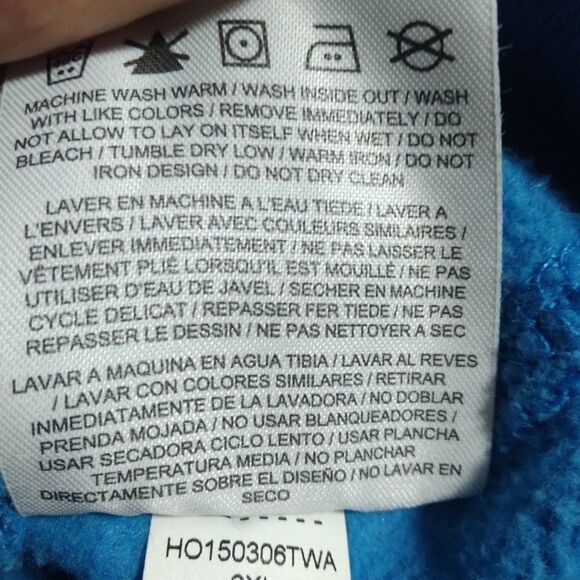 MACHINE WASH WARM / WASH INSIDE OUT / WASH
WITH LIKE COLORS / REMOVE IMMEDIATELY / DO
NOT ALLOW TO LAY ON ITSELF WHEN WET / DO NOT
BLEACH / TUMBLE DRY LOW / WARM IRON / DO NOT
IRON DESIGN / DO NOT DRY CLEAN
LAVER EN MACHINE A L'EAU TIEDE / LAVER A
L'ENVERS / LAVER AVEC COULEURS SIMILAIRES /
ENLEVER IMMEDIATEMENT / NE PAS LAISSER LE
VÊTEMENT PLIÉ LORSQU'IL EST MOUILLÉ / NE PAS
UTILISER D'EAU DE JAVEL / SECHER EN MACHINE
CYCLE DELICAT / REPASSER FER TIEDE / NE PAS
REPASSER LE DESSIN / NE PAS NETTOYER A SEC
LAVAR A MAQUINA EN AGUA TIBIA / LAVAR AL REVES
/ LAVAR CON COLORES SIMILARES / RETIRAR
INMEDIATAMENTE DE LA LAVADORA / NO DOBLAR
PRENDA MOJADA / NO USAR BLANQUEADORES /
USAR SECADORA CICLO LENTO / USAR PLANCHA
TEMPERATURA MEDIA / NO PLANCHAR
DIRECTAMENTE SOBRE EL DISEÑO / NO LAVAR EN
SECO
HO150306TWA